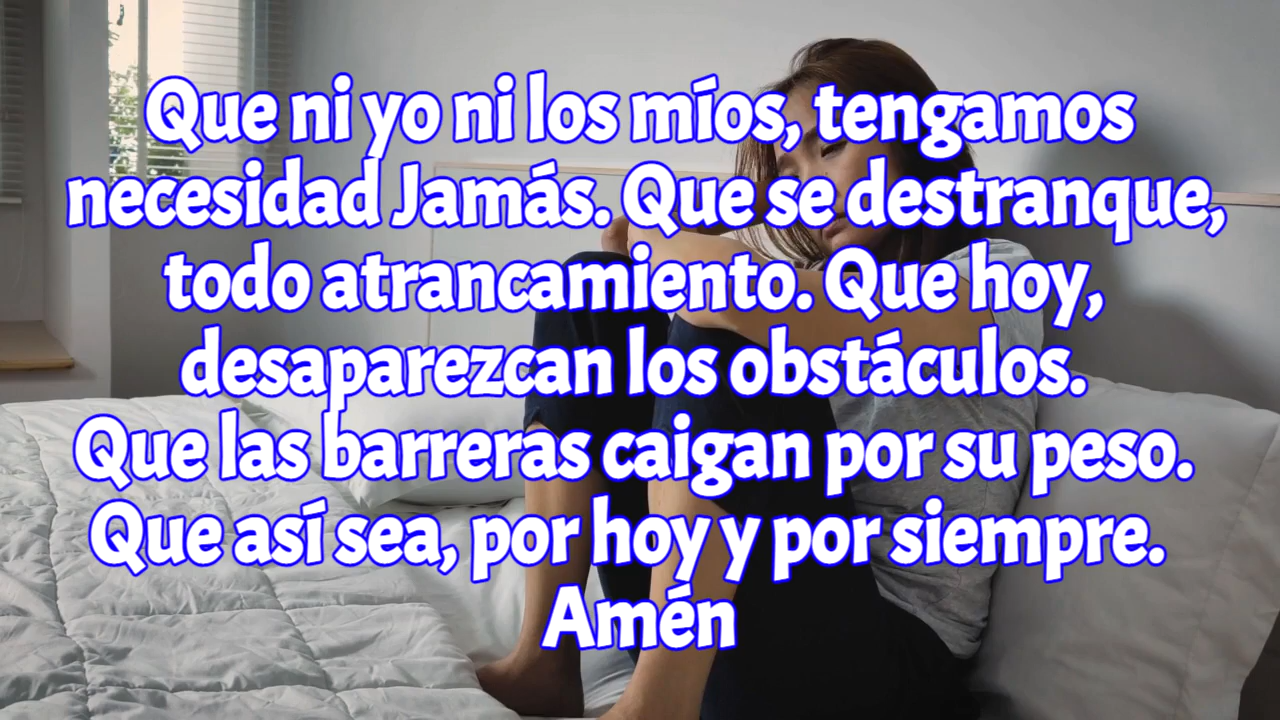 Que ni yo ni los míos, tengamos
necesidad Jamás. Que se destranque,
todo atrancamiento. Que hoy,
desaparezcan los obstáculos.
Que las barreras caigan por su peso.
Que así sea, por hoy y por siempre.
Amén